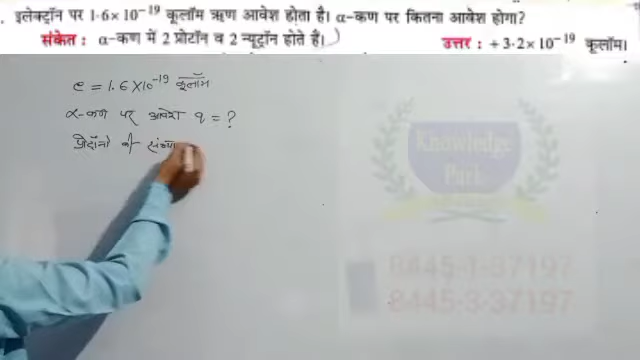 . इलेक्ट्रॉन पर 1·6×10⁻¹⁹ कूलॉम ऋण आवेश होता है। α-कण पर कितना आवेश होगा?
संकेत : α-कण में 2 प्रोटॉन व 2 न्यूट्रॉन होते हैं।
उत्तर : +3·2×10⁻¹⁹ कूलॉम।
e = 1.6 ×10⁻¹⁹ कूलॉम
α-कण पर आवेश q = ?
प्रोटॉनों की संख्या
Knowledge
Park
8445-1-37197
8445-3-37197